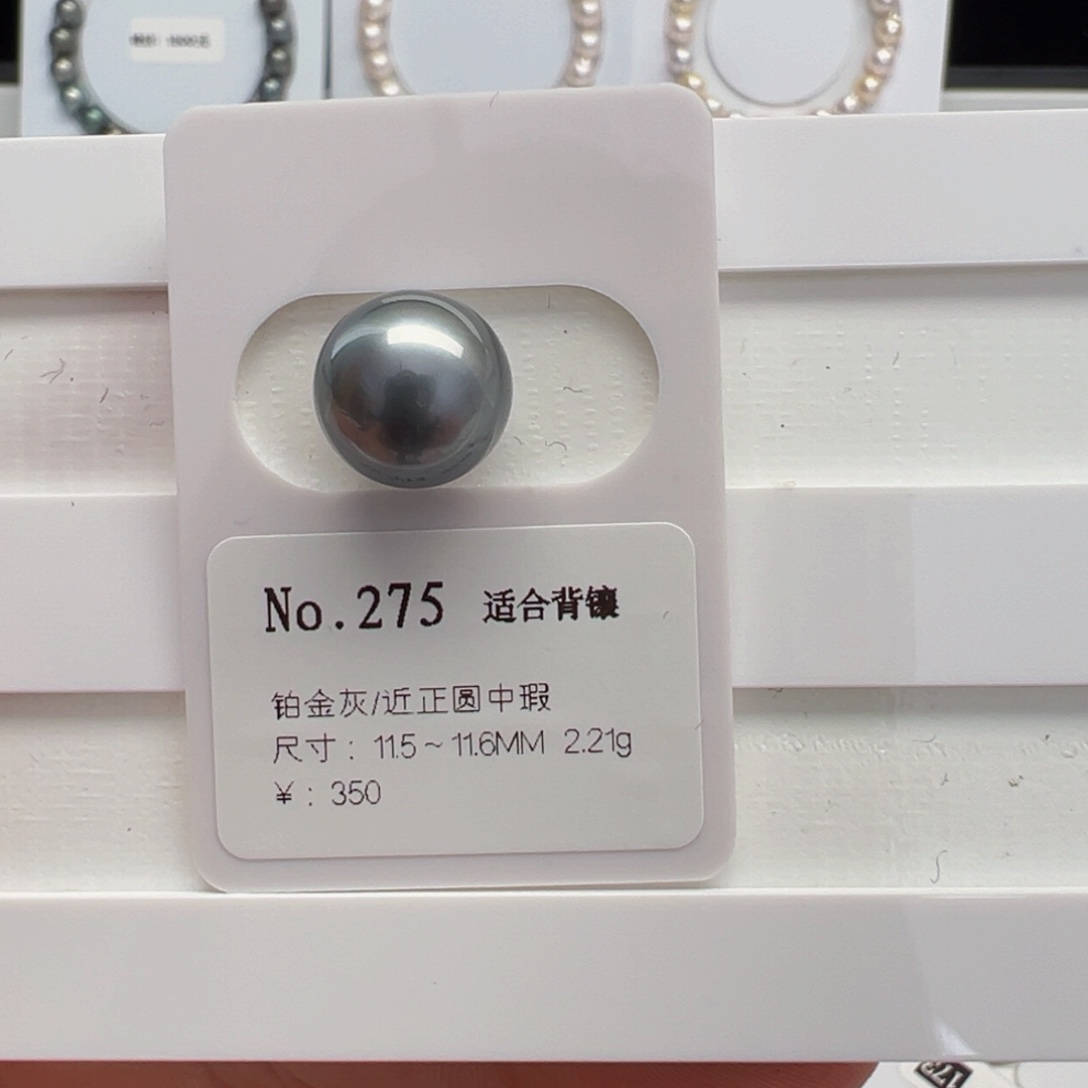 No.275 适合背镶
铂金灰/近正圆中瑕
尺寸：11.5~11.6MM 2.21g
¥：350